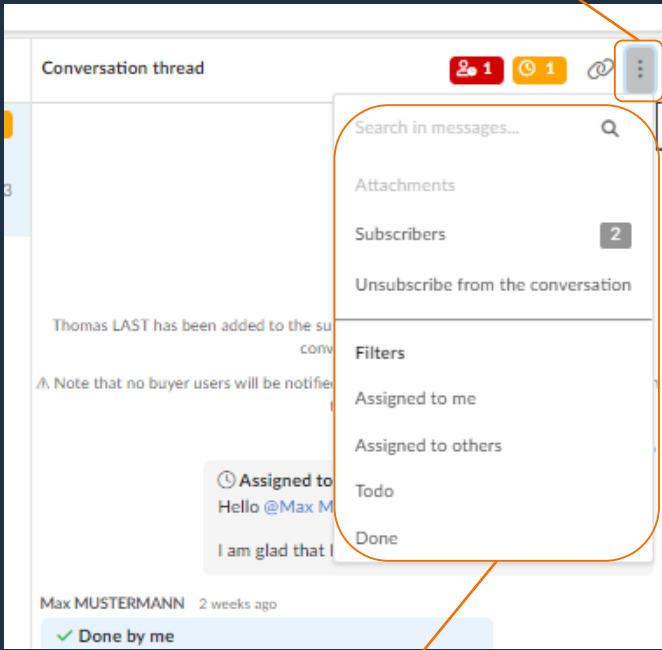 Conversation thread
1
1
Search in messages...
Attachments
3
Subscribers 2
Unsubscribe from the conversation
Thomas LAST has been added to the su
conv
Filters
⚠ Note that no buyer users will be notified
Assigned to me
Assigned to others
Assigned to
Todo
Hello @Max M
Done
I am glad that
Max MUSTERMANN 2 weeks ago
✓ Done by me